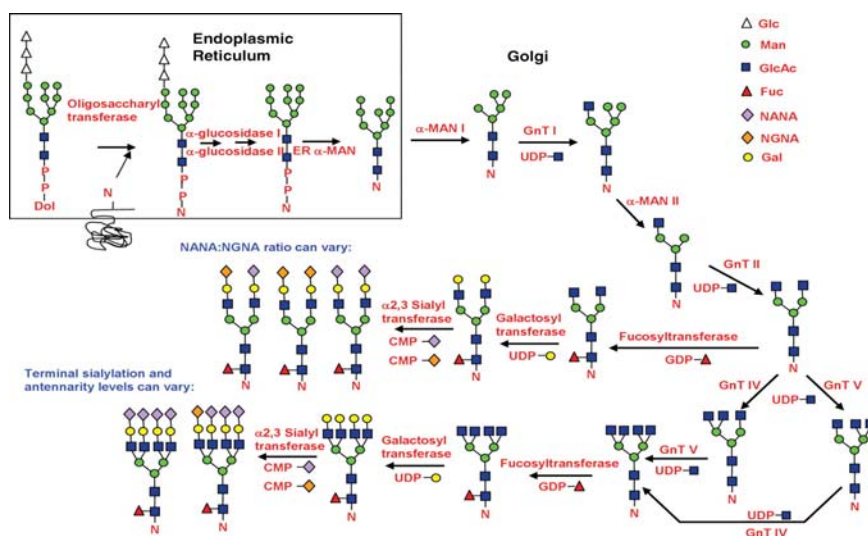 Endoplasmic
Reticulum
Golgi
Glc
Man
GlcAc
Fuc
NANA
NGNA
Gal
Oligosaccharyl
transferase
α-glucosidase I
α-glucosidase II
ER α-MAN
α-MAN I
GnT I
UDP
P
P
Dol
N
P
P
N
P
P
N
N
N
N
α-MAN II
N
GnT II
UDP
N
NANA:NGNA ratio can vary:
α2,3 Sialyl
transferase
CMP
CMP
Galactosyl
transferase
UDP
Fucosyltransferase
GDP
N
N
N
N
N
Terminal sialylation and
antennarity levels can vary:
GnT IV
UDP
GnT V
α2,3 Sialyl
transferase
CMP
CMP
Galactosyl
transferase
UDP
Fucosyltransferase
GDP
GnT V
UDP
N
N
N
N
N
N
N
UDP
GnT IV